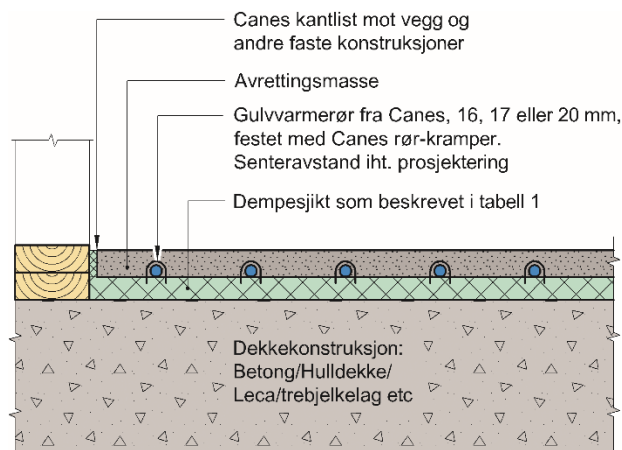 Canes kantlist mot vegg og
andre faste konstruksjoner
Avrettingsmasse
Gulvvarmerør fra Canes, 16, 17 eller 20 mm,
festet med Canes rør-kramper.
Senteravstand iht. prosjektering
Dempesjikt som beskrevet i tabell 1
Dekkekonstruksjon:
Betong/Hulldekke/
Leca/trebjelkelag etc